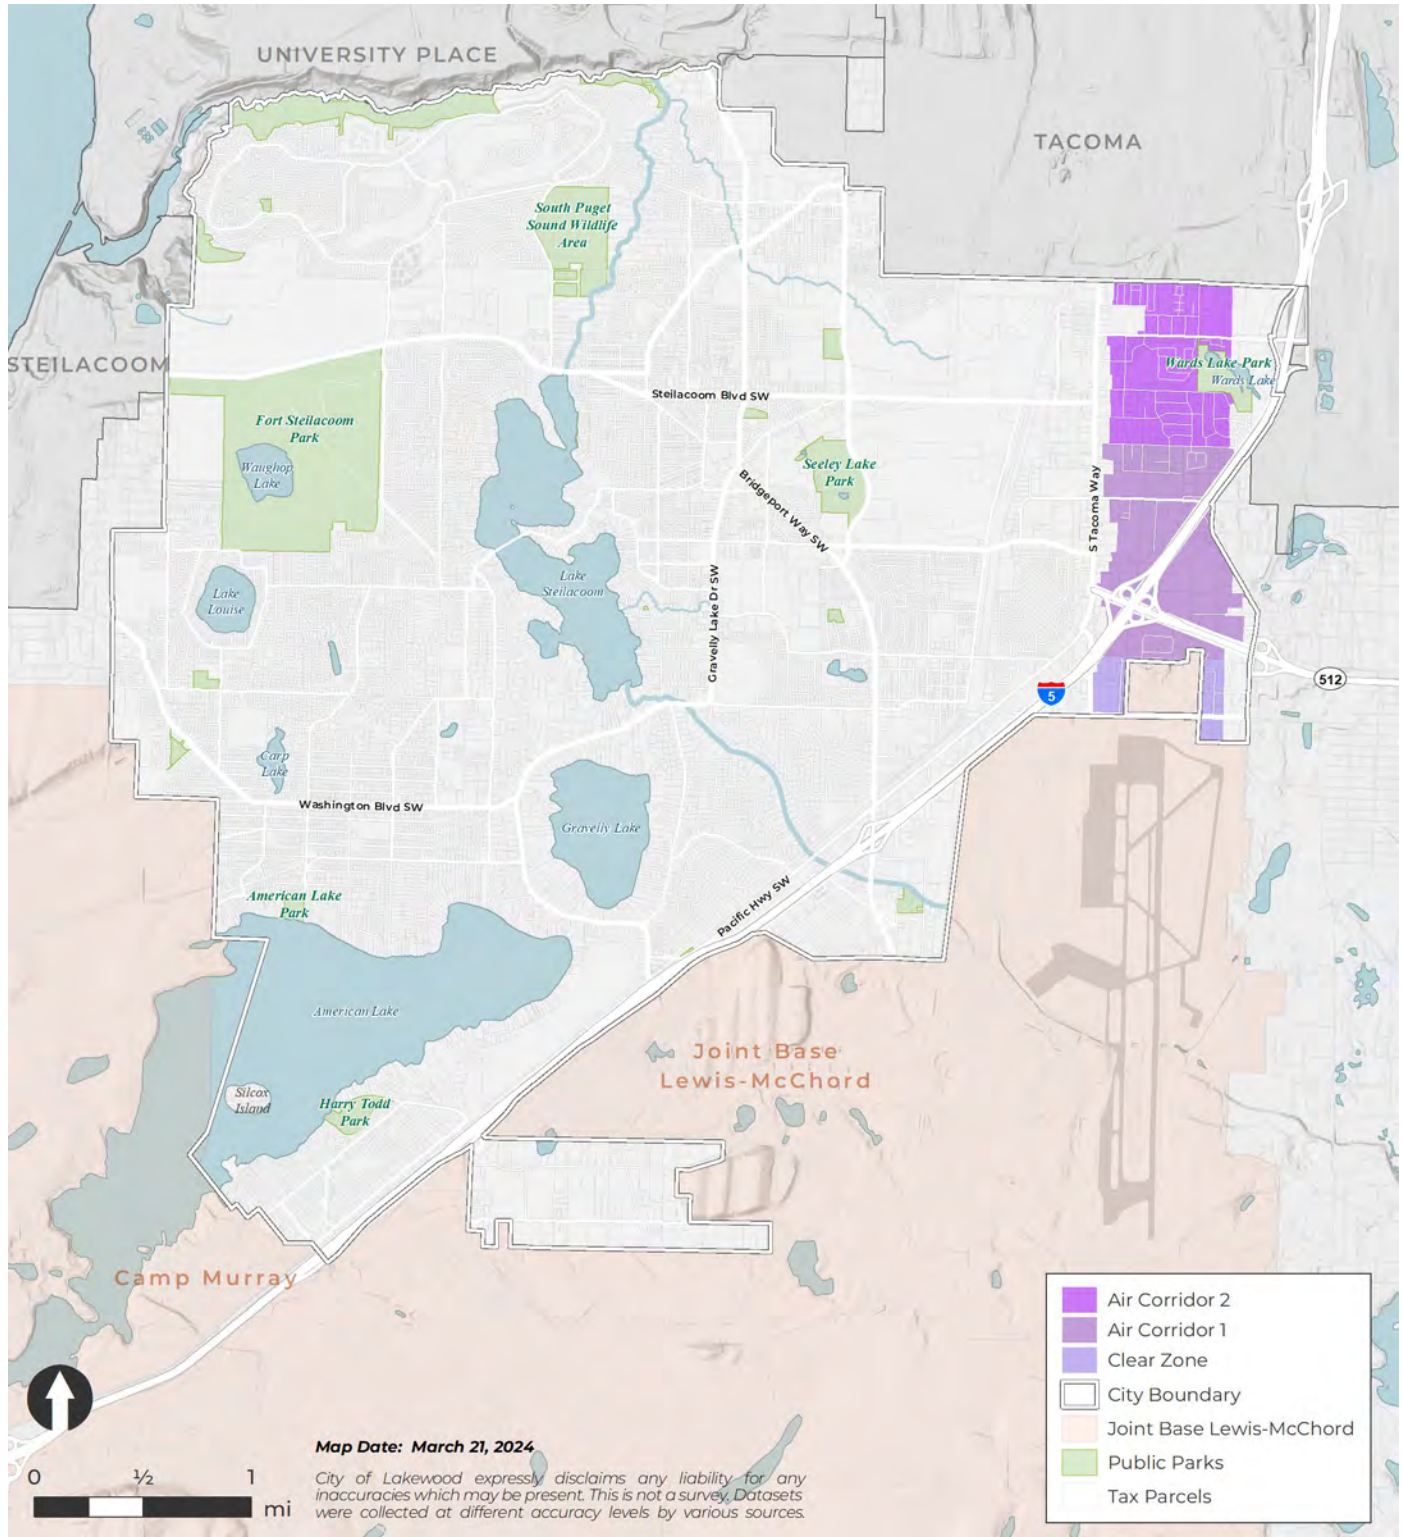 UNIVERSITY PLACE
TACOMA
South Puget
Sound Wildlife
Area
STEILACOOM
Wards Lake Park
Wards Lake
Steilacoom Blvd SW
Fort Steilacoom
Park
Waughop
Lake
Seeley Lake
Park
Bridgeport Way SW
S Tacoma Way
Lake
Louise
Lake
Steilacoom
Gravelly Lake Dr SW
512
5
Carp
Lake
Washington Blvd SW
Gravelly Lake
American Lake
Park
Pacific Hwy SW
American Lake
Joint Base
Lewis-McChord
Silcox
Island
Harry Todd
Park
Camp Murray
Air Corridor 2
Air Corridor 1
Clear Zone
City Boundary
Joint Base Lewis-McChord
Public Parks
Tax Parcels
Map Date: March 21, 2024
0 ½ 1
mi
City of Lakewood expressly disclaims any liability for any
inaccuracies which may be present. This is not a survey. Datasets
were collected at different accuracy levels by various sources.